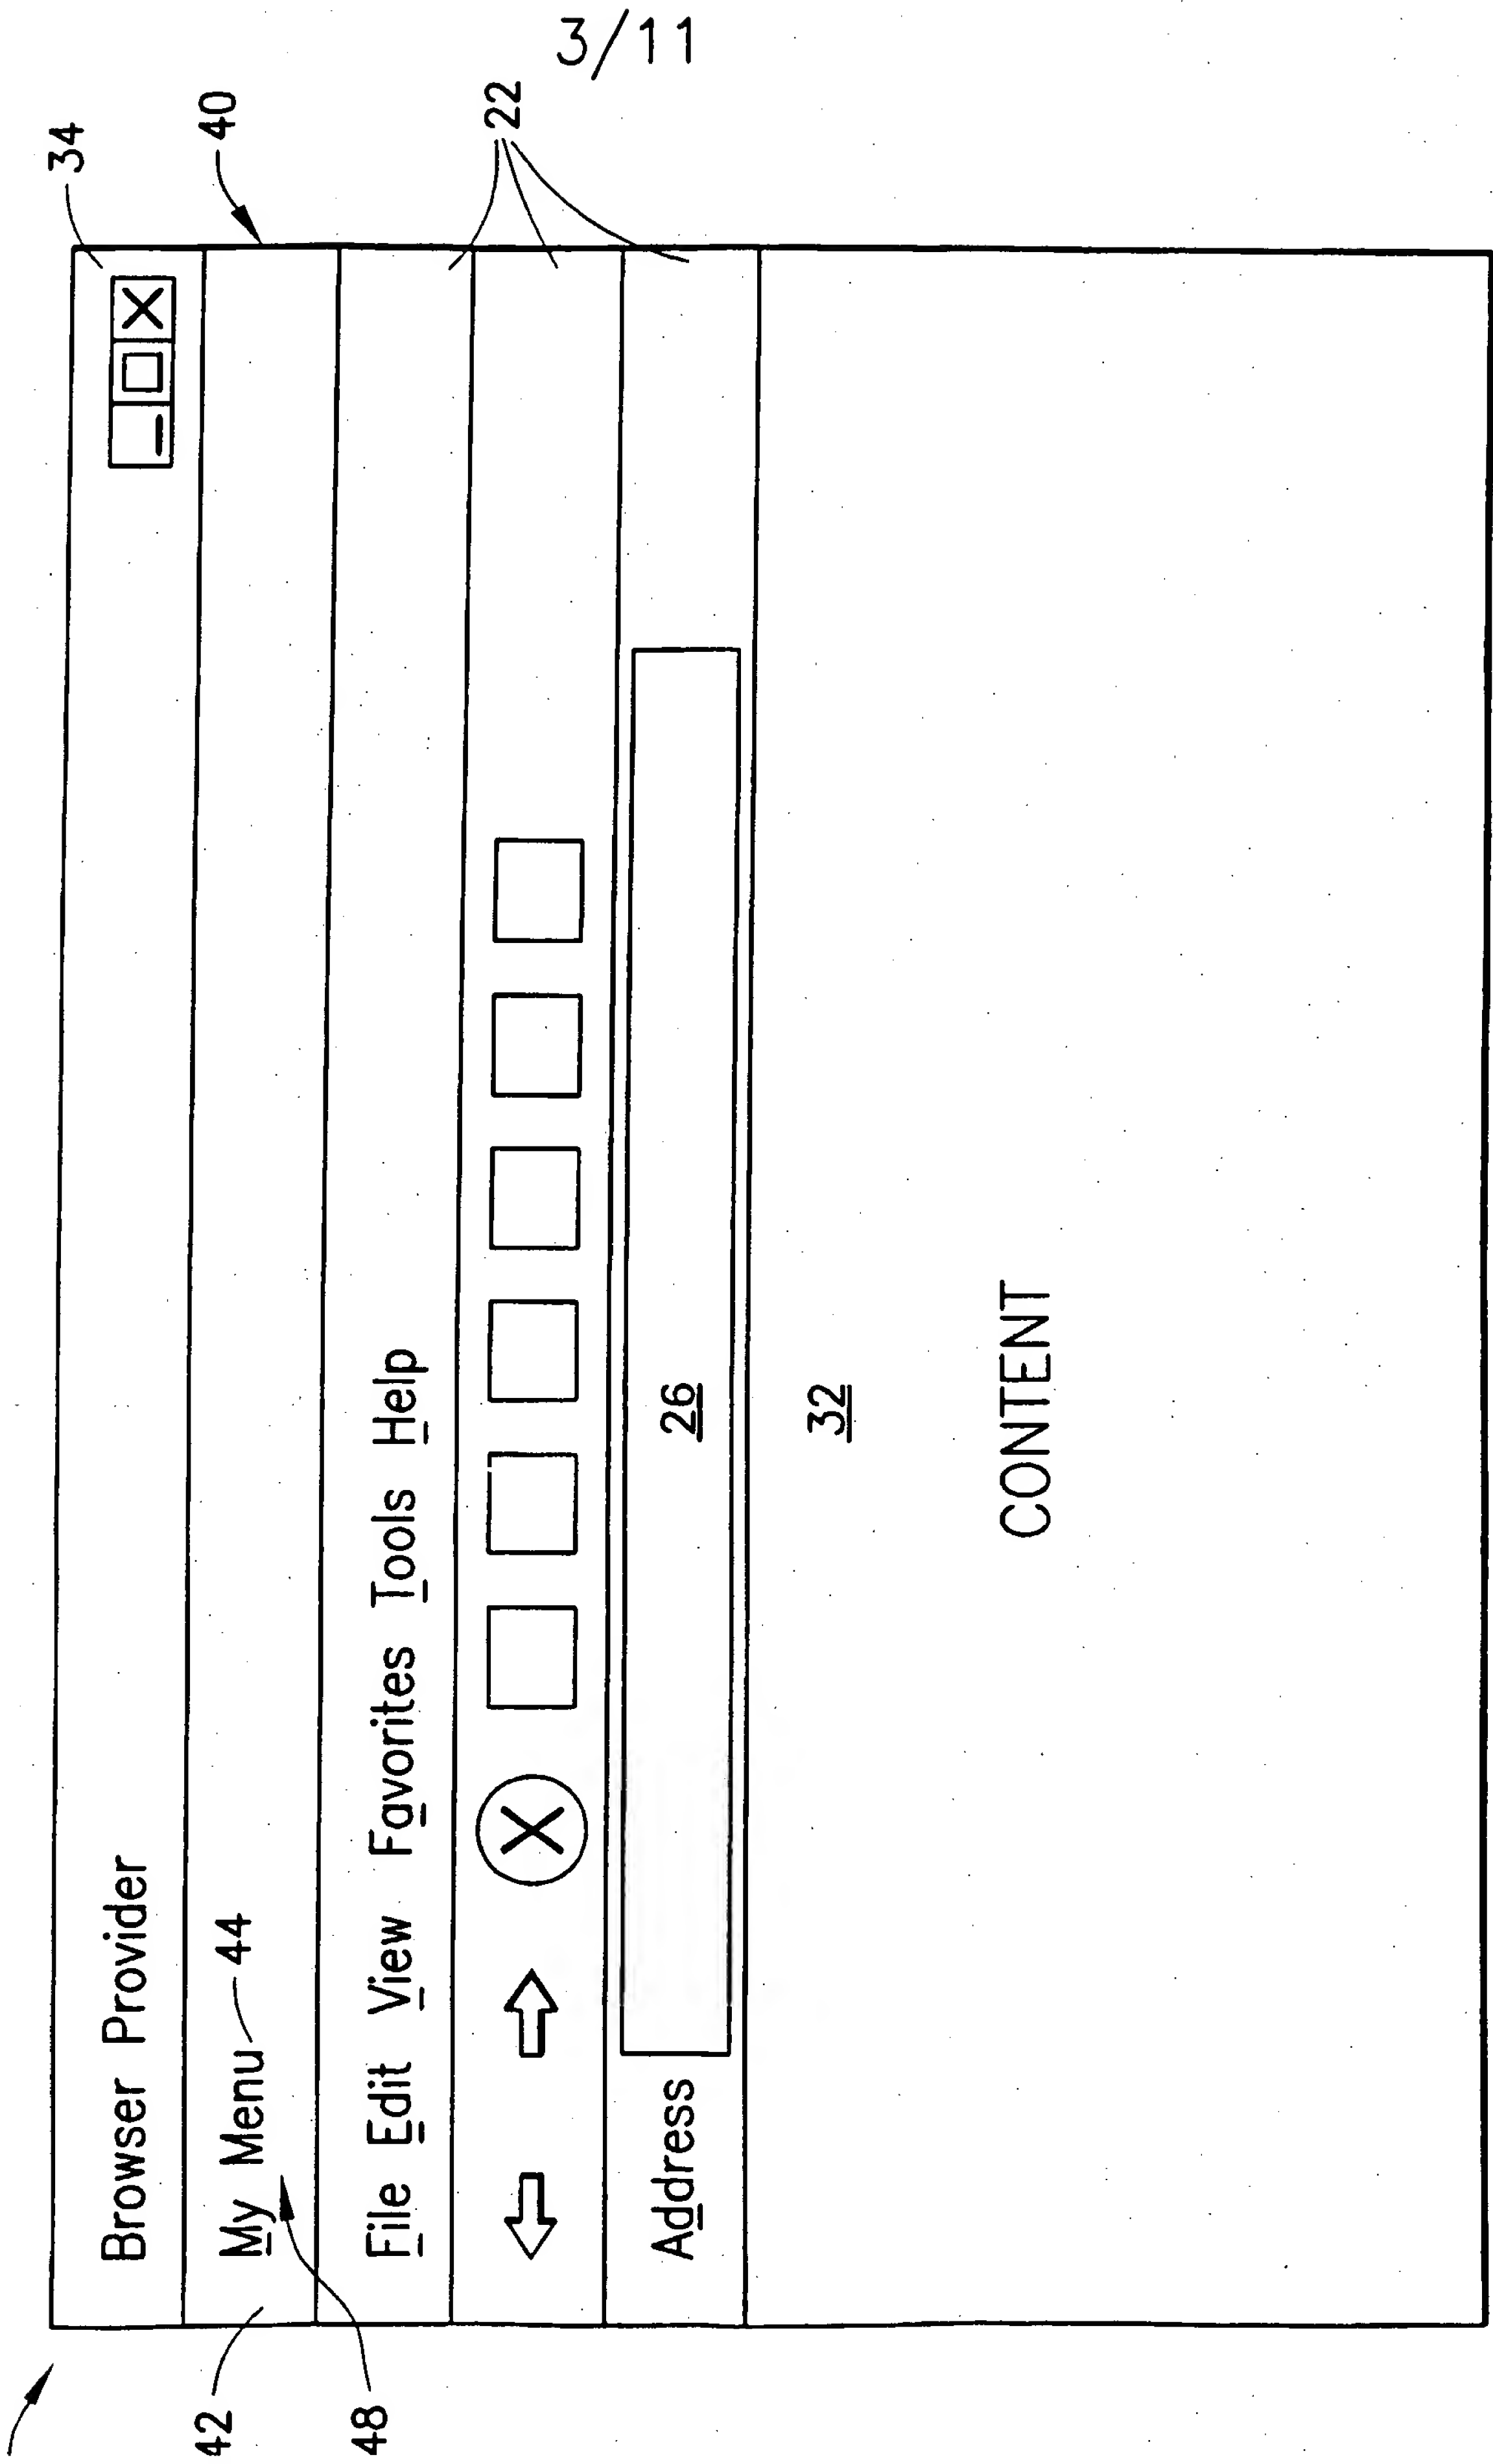 3/11
34
40
22
Browser Provider
My Menu 44
42
48
File Edit View Favorites Tools Help
Address
26
32
CONTENT